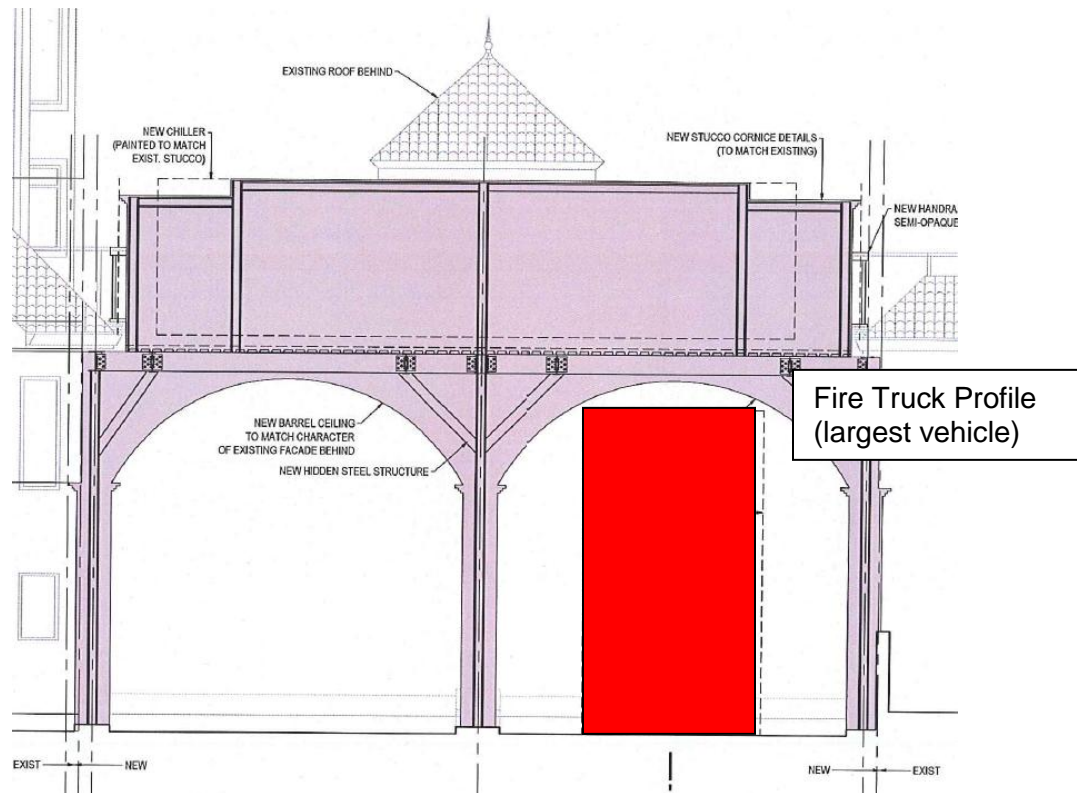 EXISTING ROOF BEHIND
NEW CHILLER
(PAINTED TO MATCH
EXIST. STUCCO)
NEW STUCCO CORNICE DETAILS
(TO MATCH EXISTING)
NEW HANDRA
SEMI-OPAQUE
Fire Truck Profile
(largest vehicle)
NEW BARREL CEILING
TO MATCH CHARACTER
OF EXISTING FACADE BEHIND
NEW HIDDEN STEEL STRUCTURE
EXIST
NEW
NEW
EXIST